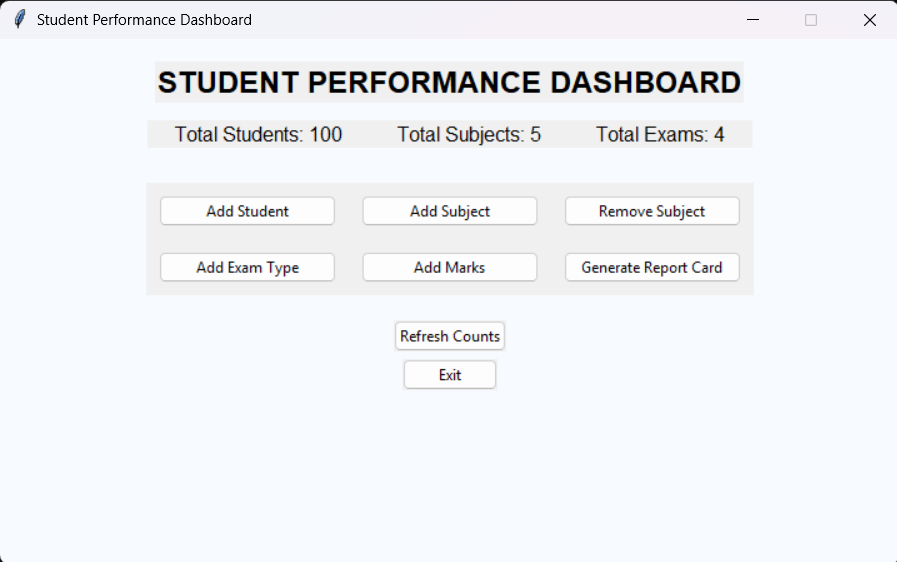 Student Performance Dashboard
STUDENT PERFORMANCE DASHBOARD
Total Students: 100 Total Subjects: 5 Total Exams: 4
Add Student Add Subject Remove Subject
Add Exam Type Add Marks Generate Report Card
Refresh Counts
Exit